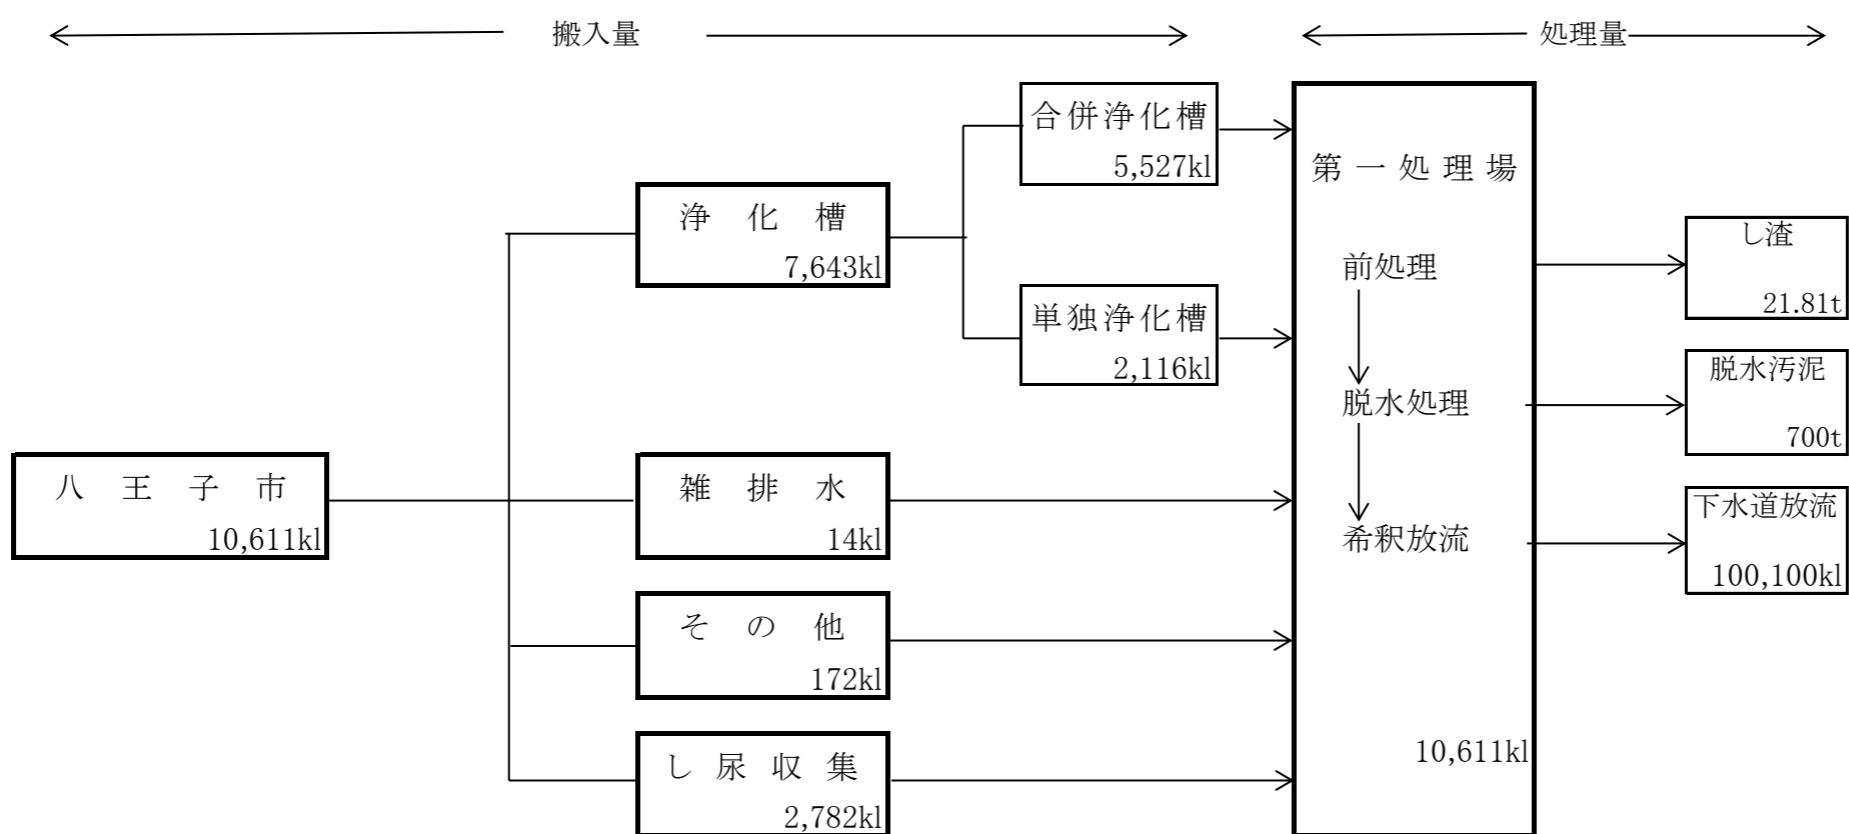 搬入量
処理量
八王子市
10,611kl
浄化槽
7,643kl
合併浄化槽
5,527kl
単独浄化槽
2,116kl
雑排水
14kl
その他
172kl
し尿収集
2,782kl
第一処理場
前処理
脱水処理
希釈放流
10,611kl
し渣
21.81t
脱水汚泥
700t
下水道放流
100,100kl